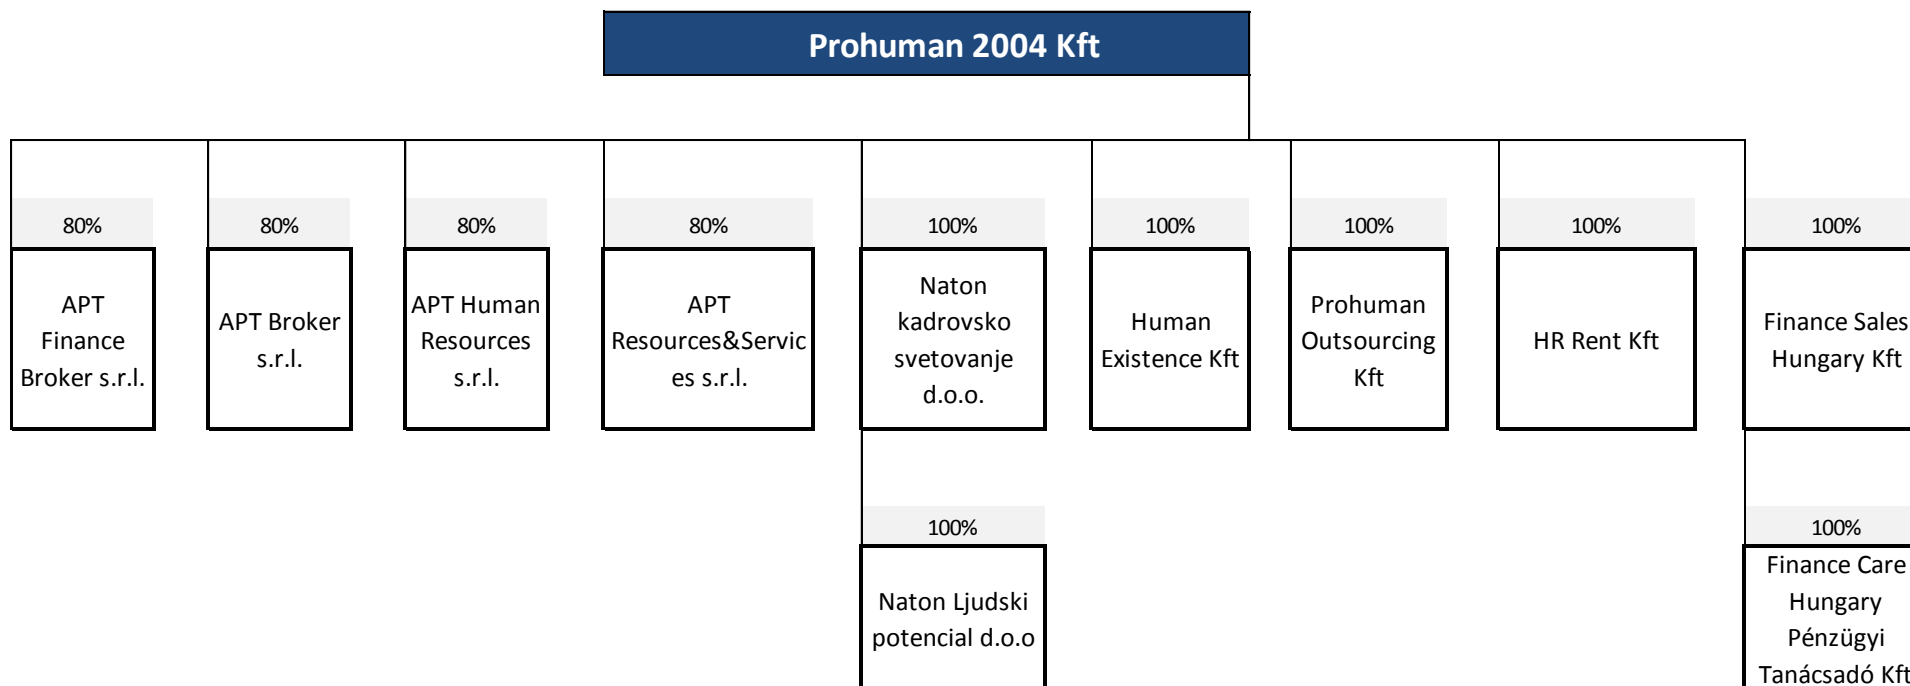 Prohuman 2004 Kft
80%
80%
80%
80%
100%
100%
100%
100%
100%
APT
Finance
Broker s.r.l.
APT Broker
s.r.l.
APT Human
Resources
s.r.l.
APT
Resources&Servic
es s.r.l.
Naton
kadrovsko
svetovanje
d.o.o.
Human
Existence Kft
Prohuman
Outsourcing
Kft
HR Rent Kft
Finance Sales
Hungary Kft
100%
100%
Naton Ljudski
potencial d.o.o
Finance Care
Hungary
Pénzügyi
Tanácsadó Kft